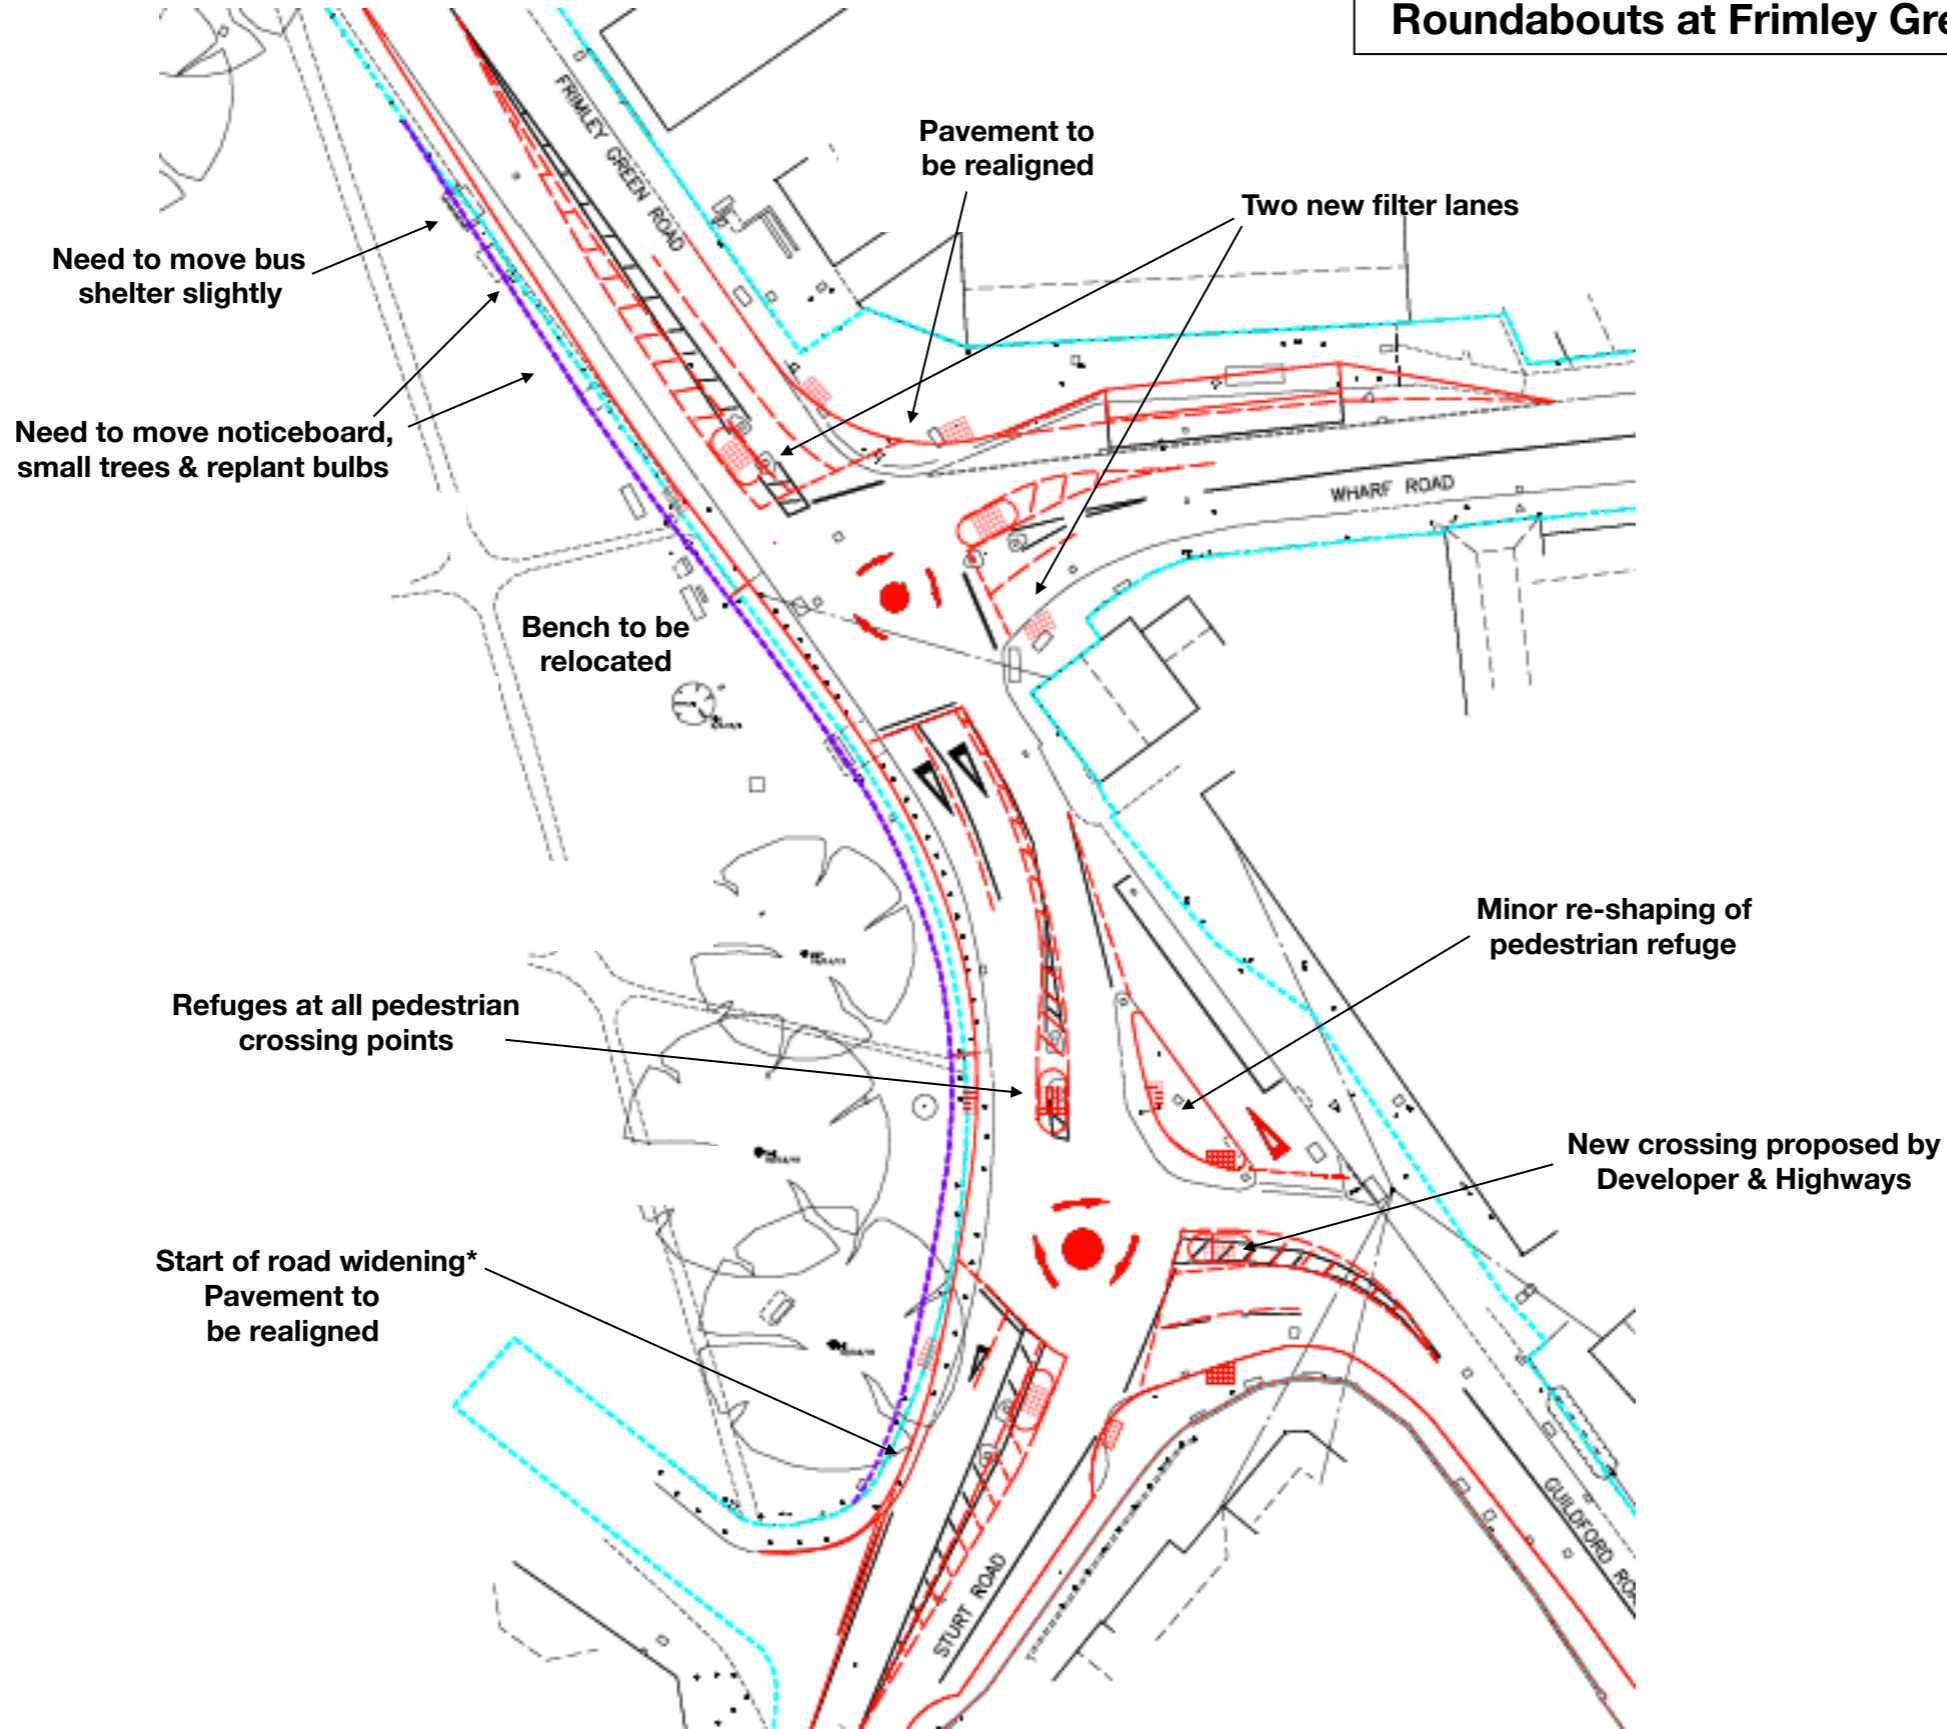 Roundabouts at Frimley Gre
FRIMLEY GREEN ROAD
Pavement to
be realigned
Two new filter lanes
Need to move bus
shelter slightly
Need to move noticeboard,
small trees & replant bulbs
WHARF ROAD
Bench to be
relocated
Minor re-shaping of
pedestrian refuge
Refuges at all pedestrian
crossing points
New crossing proposed by
Developer & Highways
Start of road widening*
Pavement to
be realigned
GUILDFORD RO
STURT ROAD